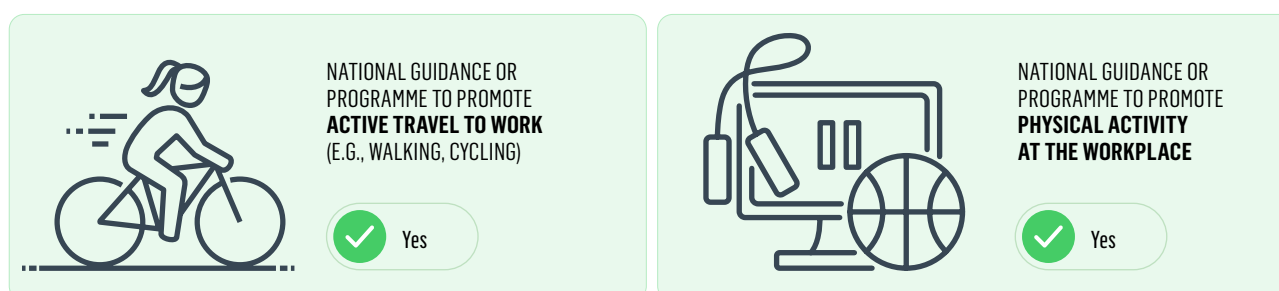 NATIONAL GUIDANCE OR
PROGRAMME TO PROMOTE
ACTIVE TRAVEL TO WORK
(E.G., WALKING, CYCLING)
Yes
NATIONAL GUIDANCE OR
PROGRAMME TO PROMOTE
PHYSICAL ACTIVITY
AT THE WORKPLACE
Yes